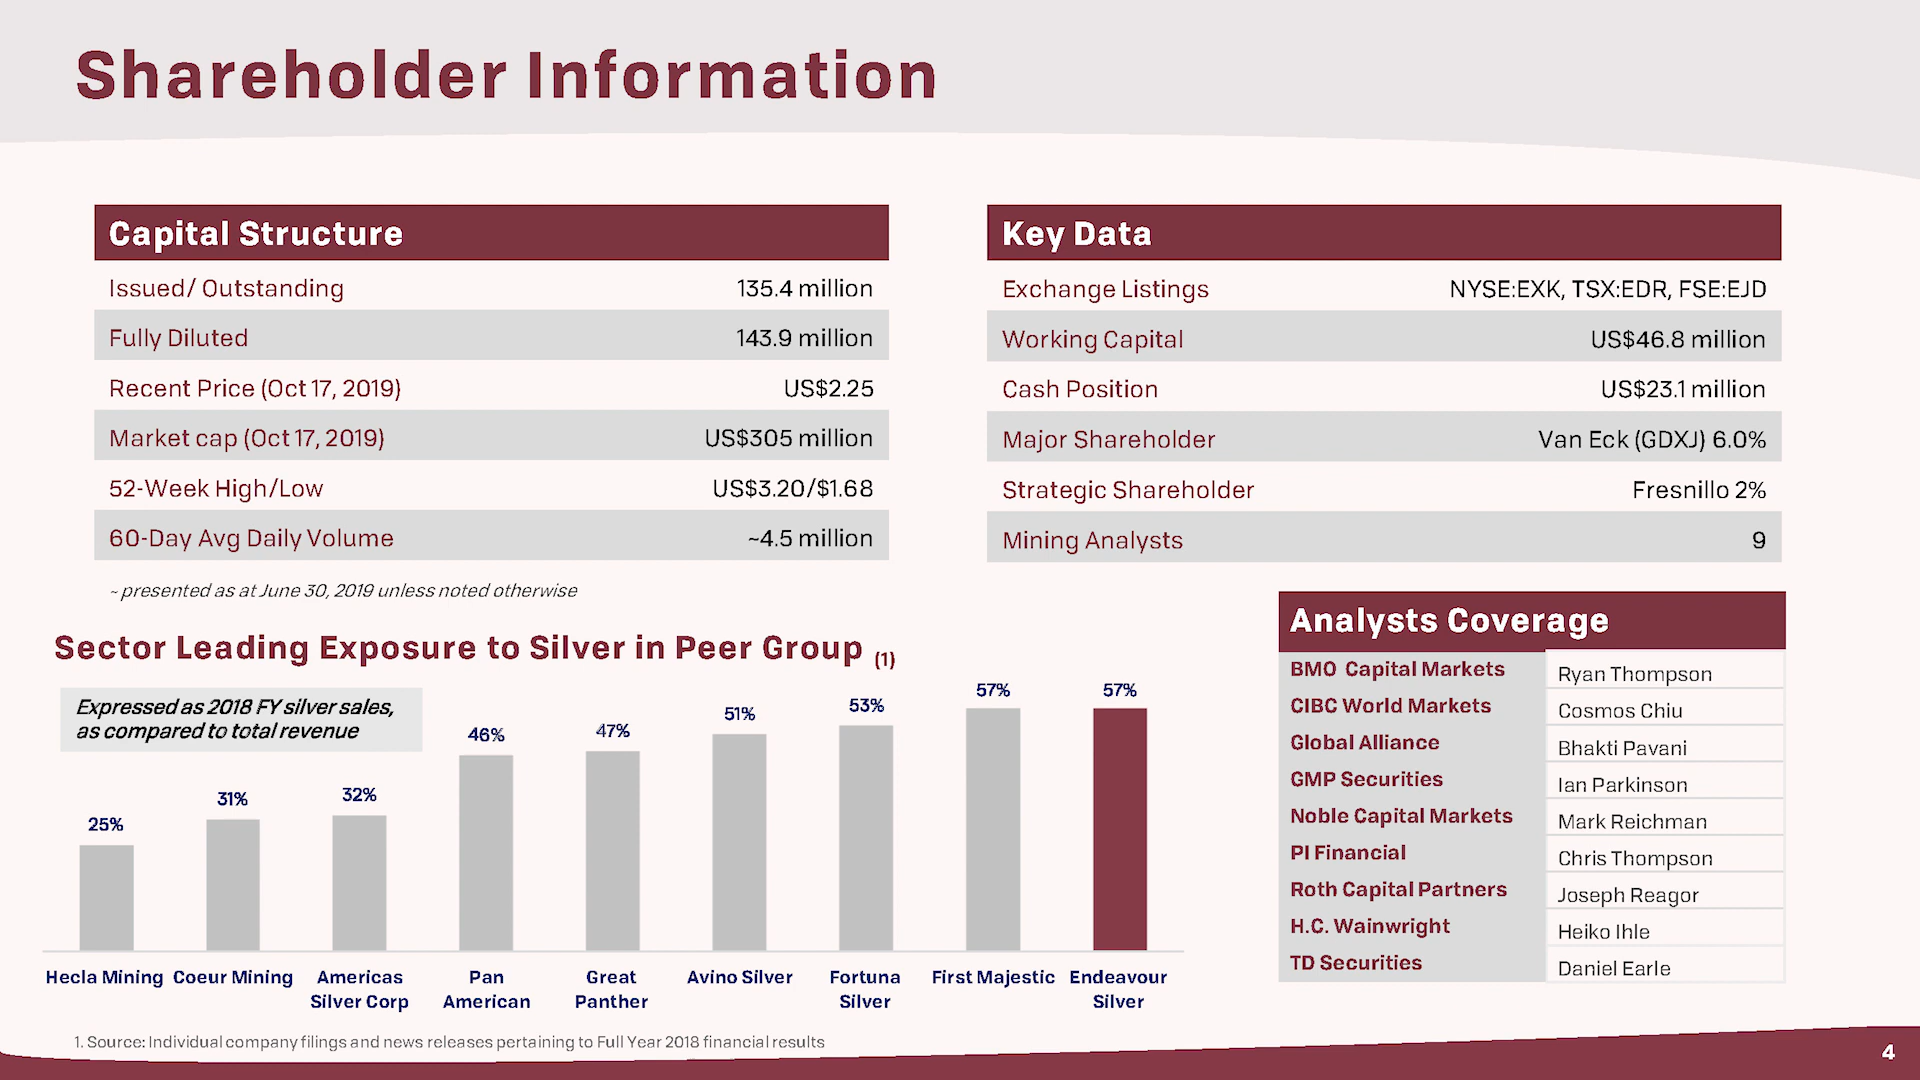 Shareholder Information
Capital Structure
Issued/ Outstanding 135.4 million
Fully Diluted 143.9 million
Recent Price (Oct 17, 2019) US$2.25
Market cap (Oct 17, 2019) US$305 million
52-Week High/Low US$3.20/$1.68
60-Day Avg Daily Volume ~4.5 million
~ presented as at June 30, 2019 unless noted otherwise
Key Data
Exchange Listings NYSE:EXK, TSX:EDR, FSE:EJD
Working Capital US$46.8 million
Cash Position US$23.1 million
Major Shareholder Van Eck (GDXJ) 6.0%
Strategic Shareholder Fresnillo 2%
Mining Analysts 9
Sector Leading Exposure to Silver in Peer Group (1)
Expressed as 2018 FY silver sales,
as compared to total revenue
25%
31%
32%
46%
47%
51%
53%
57%
57%
Hecla Mining
Coeur Mining
Americas
Silver Corp
Pan
American
Great
Panther
Avino Silver
Fortuna
Silver
First Majestic
Endeavour
Silver
Analysts Coverage
BMO Capital Markets Ryan Thompson
CIBC World Markets Cosmos Chiu
Global Alliance Bhakti Pavani
GMP Securities Ian Parkinson
Noble Capital Markets Mark Reichman
PI Financial Chris Thompson
Roth Capital Partners Joseph Reagor
H.C. Wainwright Heiko Ihle
TD Securities Daniel Earle
1. Source: Individual company filings and news releases pertaining to Full Year 2018 financial results
4